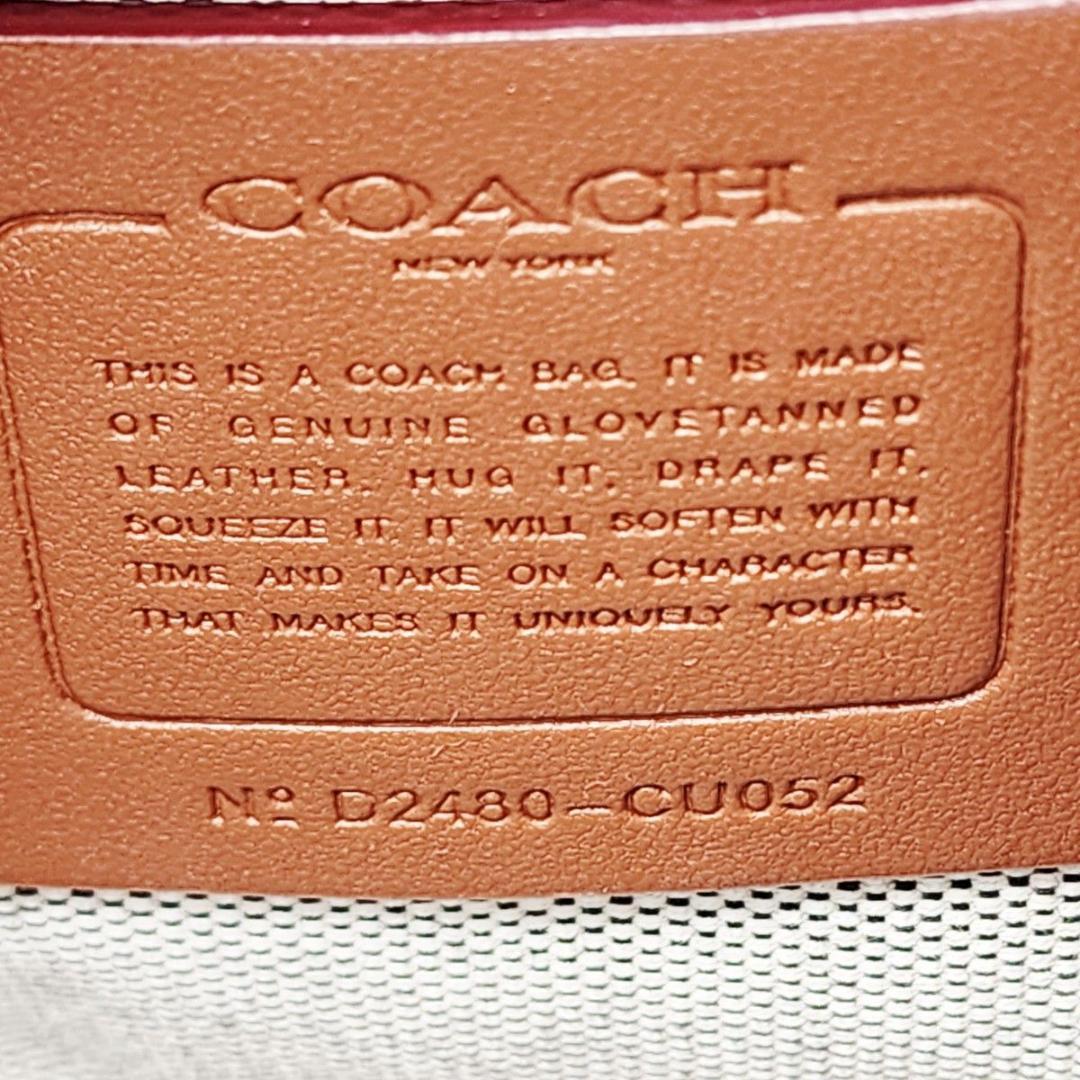 COACH
NEW YORK
THIS IS A COACH BAG. IT IS MADE
OF GENUINE GLOVETANNED
LEATHER. HUG IT, DRAPE IT,
SQUEEZE IT. IT WILL SOFTEN WITH
TIME AND TAKE ON A CHARACTER
THAT MAKES IT UNIQUELY YOURS.
Nº D2480-CU052